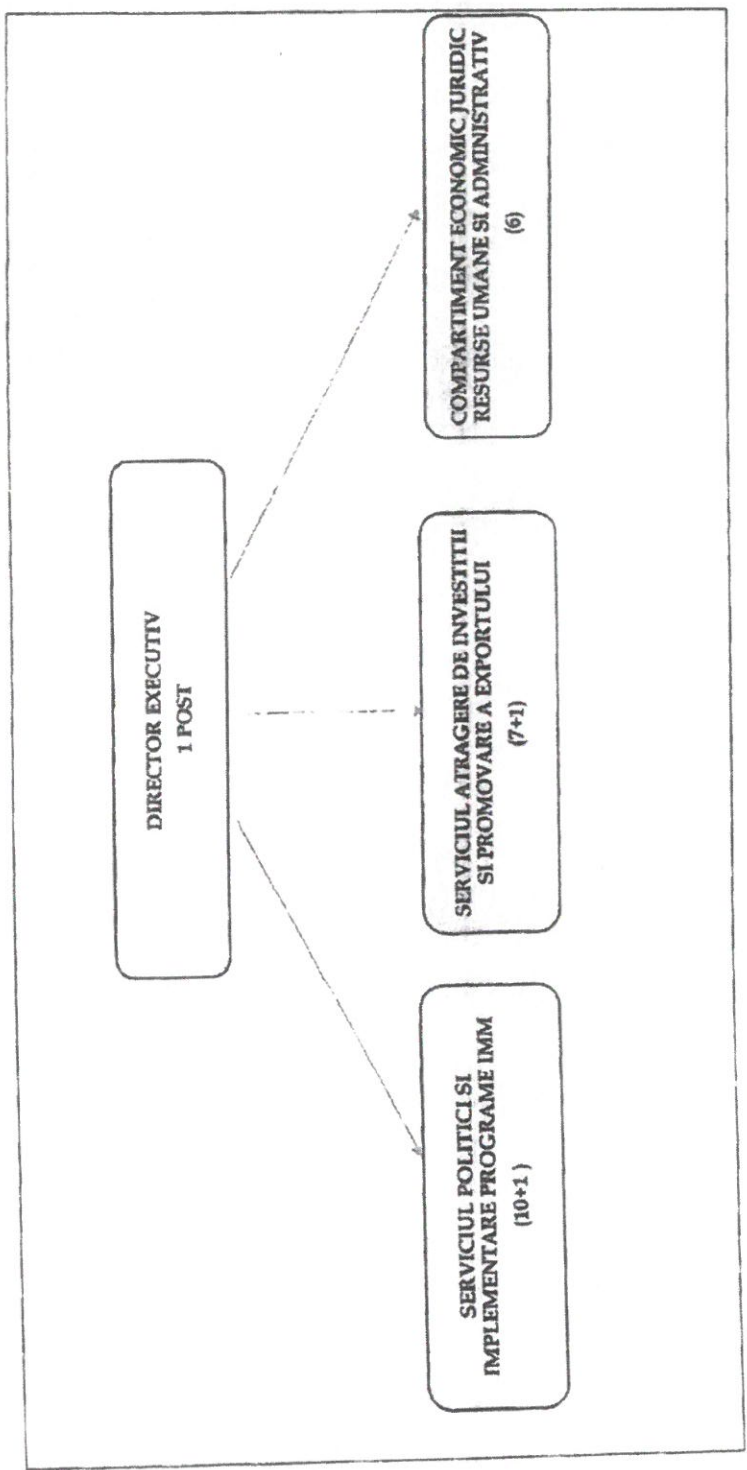 DIRECTOR EXECUTIV
1 POST
SERVICIUL POLITICI SI
IMPLEMENTARE PROGRAME IMM
(10+1 )
SERVICIUL ATRAGERE DE INVESTITII
SI PROMOVARE A EXPORTULUI
(7+1)
COMPARTIMENT ECONOMIC JURIDIC
RESURSE UMANE SI ADMINISTRATIV
(6)